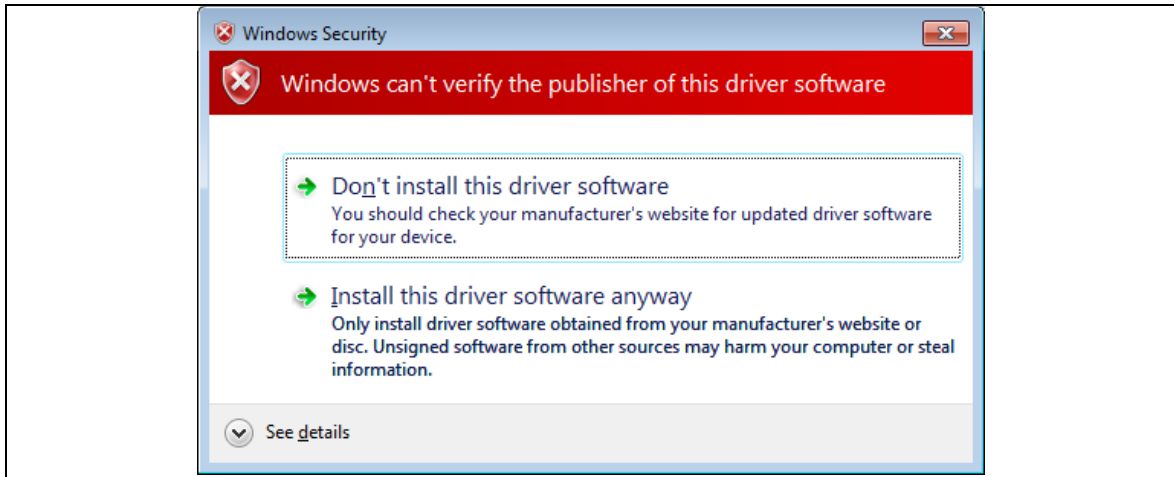 Windows Security
Windows can't verify the publisher of this driver software
Don't install this driver software
You should check your manufacturer's website for updated driver software
for your device.
Install this driver software anyway
Only install driver software obtained from your manufacturer's website or
disc. Unsigned software from other sources may harm your computer or steal
information.
See details